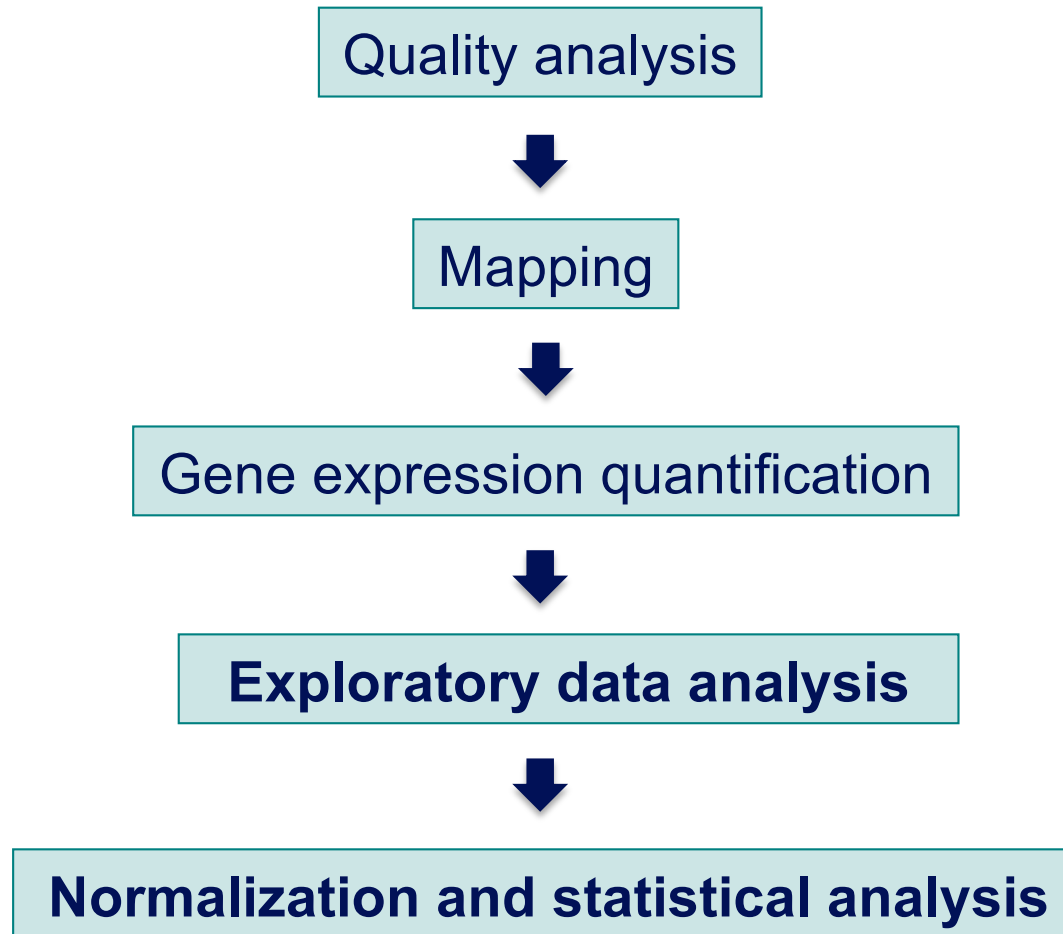 Quality analysis
Mapping
Gene expression quantification
Exploratory data analysis
Normalization and statistical analysis